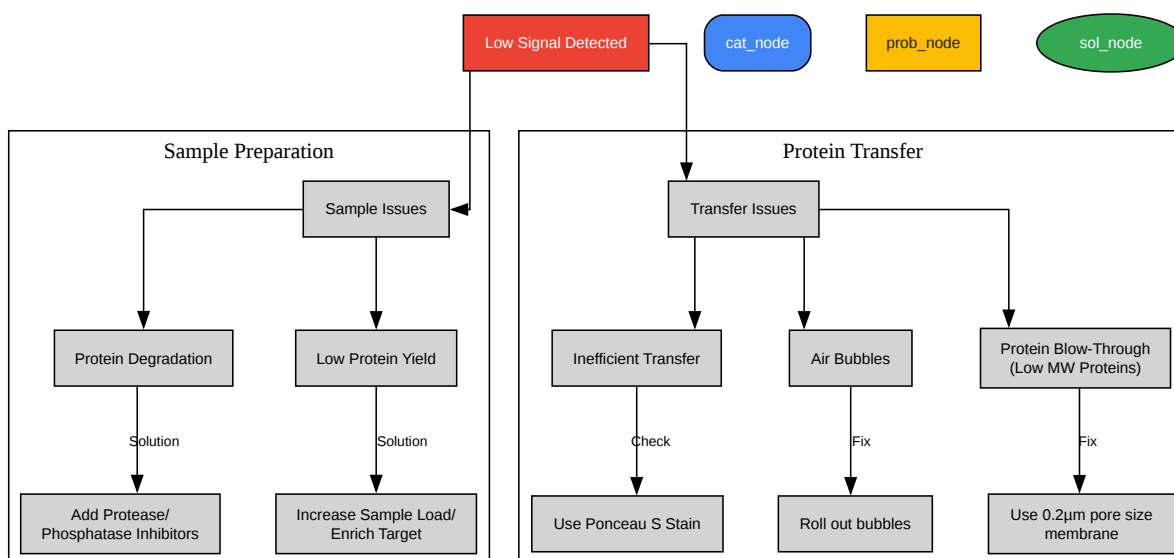 Low Signal Detected
cat_node
prob_node
sol_node
Sample Preparation
Protein Transfer
Sample Issues
Transfer Issues
Protein Degradation
Low Protein Yield
Inefficient Transfer
Air Bubbles
Protein Blow-Through
(Low MW Proteins)
Solution
Solution
Check
Fix
Fix
Add Protease/
Phosphatase Inhibitors
Increase Sample Load/
Enrich Target
Use Ponceau S Stain
Roll out bubbles
Use 0.2µm pore size
membrane